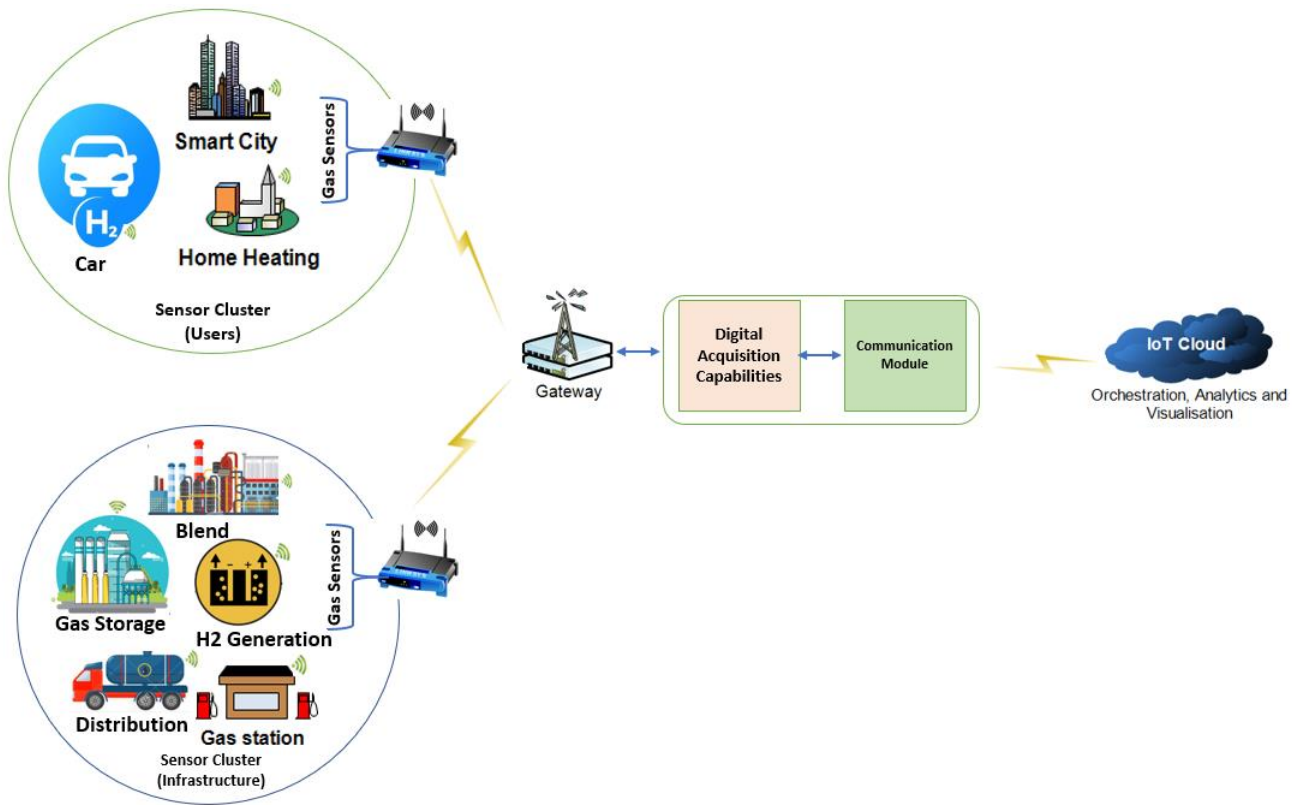 Smart City
Gas Sensors
H2
Car
Home Heating
Sensor Cluster
(Users)
Gateway
Digital
Acquisition
Capabilities
Communication
Module
IoT Cloud
Orchestration, Analytics and
Visualisation
Blend
Gas Storage
- +
H2 Generation
Gas Sensors
Distribution
Gas station
Sensor Cluster
(Infrastructure)